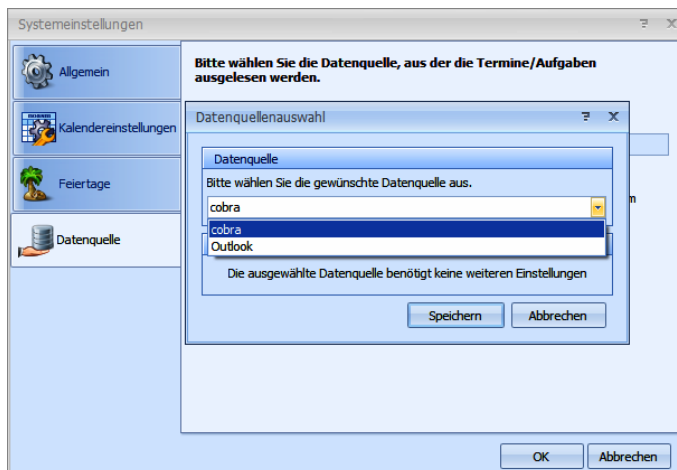 Systemeinstellungen
Allgemein
Kalendereinstellungen
Feiertage
Datenquelle
Bitte wählen Sie die Datenquelle, aus der die Termine/Aufgaben
ausgelesen werden.
Datenquellenauswahl
Datenquelle
Bitte wählen Sie die gewünschte Datenquelle aus.
cobra
cobra
Outlook
Die ausgewählte Datenquelle benötigt keine weiteren Einstellungen
Speichern Abbrechen
OK Abbrechen